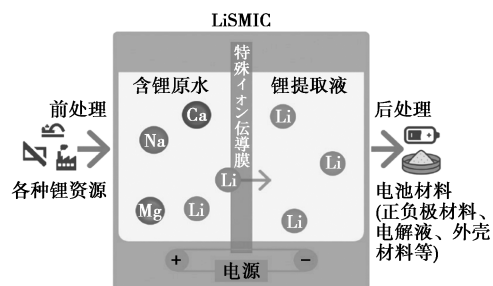 LiSMIC
特殊イオン伝導膜
含锂原水
锂提取液
前处理
各种锂资源
Ca
Na
Mg
Li
Li
Li
Li
Li
后处理
电池材料
(正负极材料、
电解液、外壳
材料等)
+
−
电源